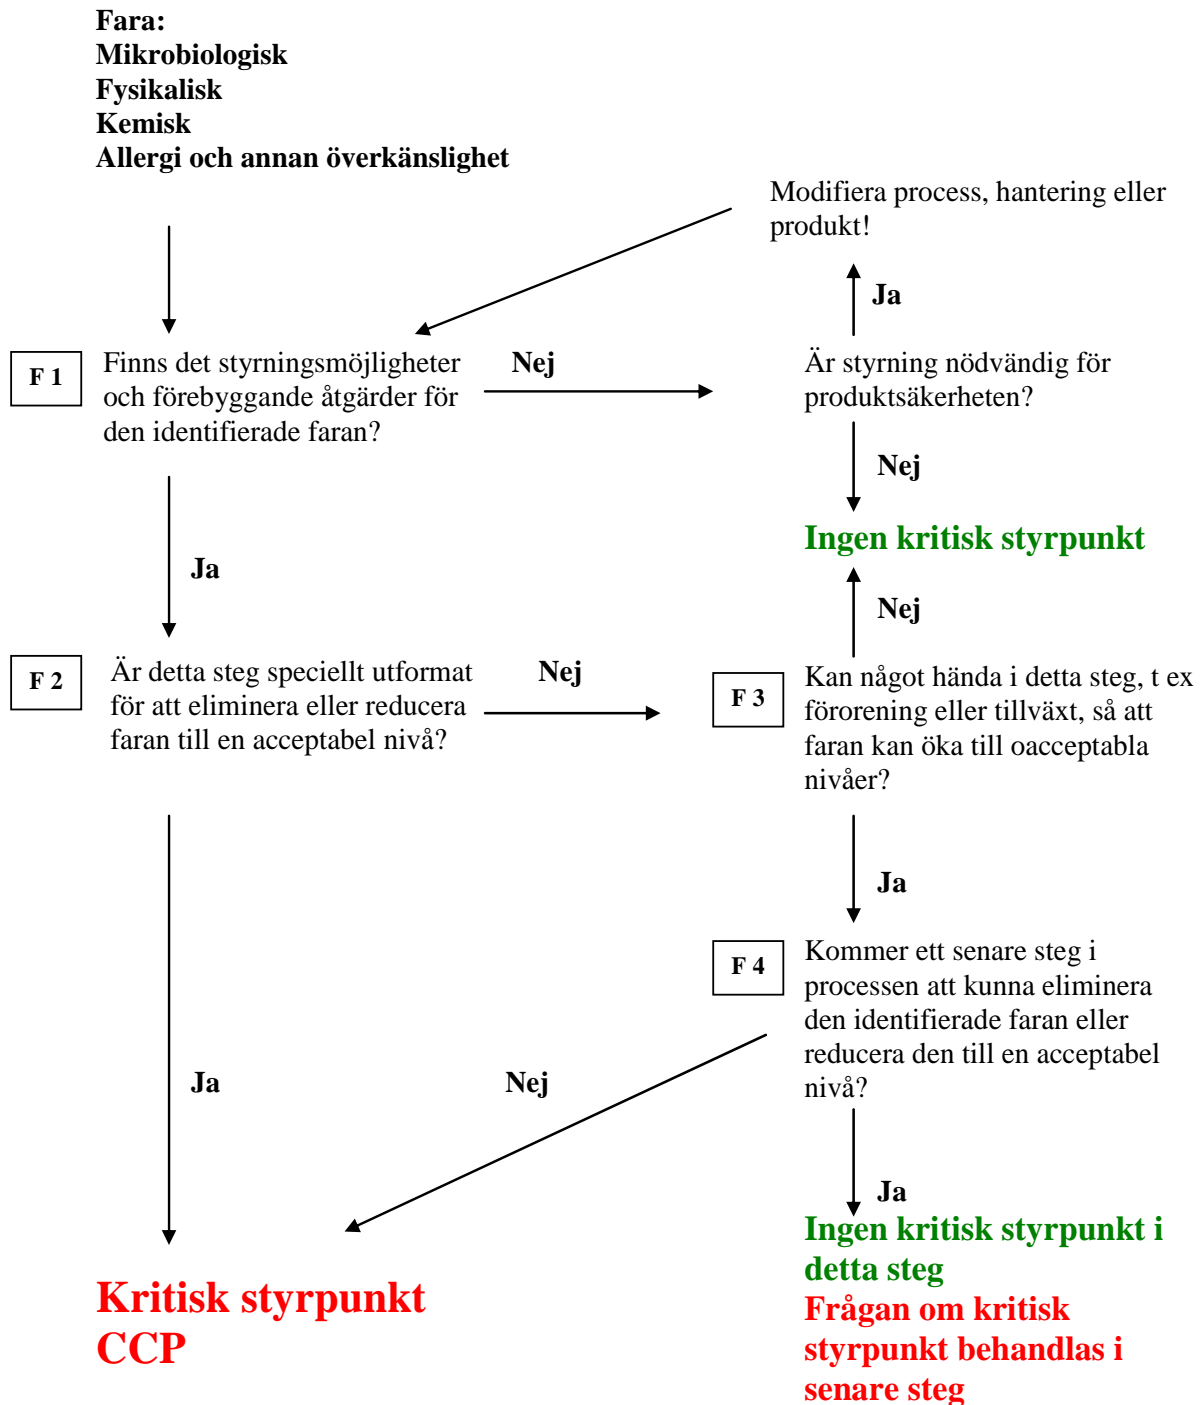 Fara:
Mikrobiologisk
Fysikalisk
Kemisk
Allergi och annan överkänslighet
Modifiera process, hantering eller
produkt!
Ja
F 1
Finns det styrningsmöjligheter
och förebyggande åtgärder för
den identifierade faran?
Nej
Är styrning nödvändig för
produktsäkerheten?
Nej
Ingen kritisk styrpunkt
Ja
Nej
F 2
Är detta steg speciellt utformat
för att eliminera eller reducera
faran till en acceptabel nivå?
Nej
F 3
Kan något hända i detta steg, t ex
förorening eller tillväxt, så att
faran kan öka till oacceptabla
nivåer?
Ja
F 4
Kommer ett senare steg i
processen att kunna eliminera
den identifierade faran eller
reducera den till en acceptabel
nivå?
Ja
Nej
Ja
Ingen kritisk styrpunkt i
detta steg
Frågan om kritisk
styrpunkt behandlas i
senare steg
Kritisk styrpunkt
CCP